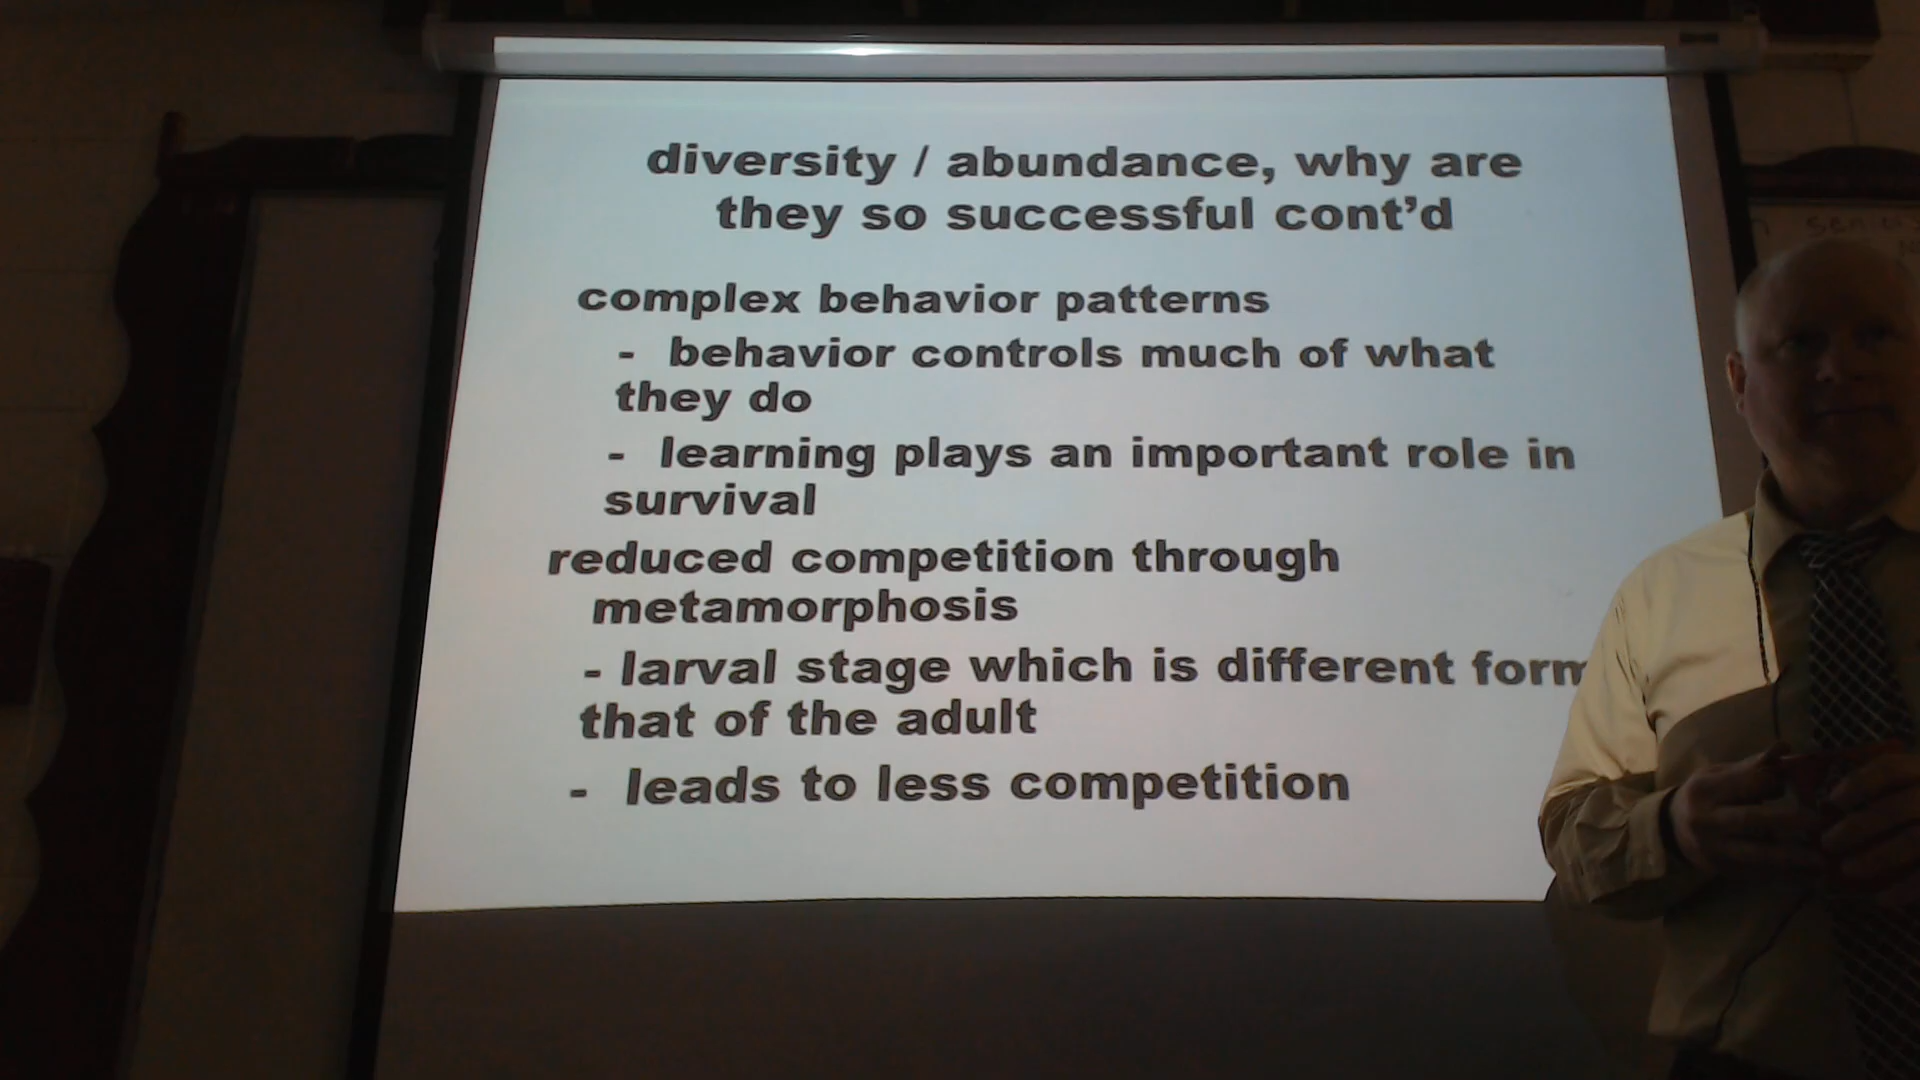 diversity / abundance, why are
they so successful cont’d
complex behavior patterns
- behavior controls much of what
they do
- learning plays an important role in
survival
reduced competition through
metamorphosis
- larval stage which is different form
that of the adult
- leads to less competition